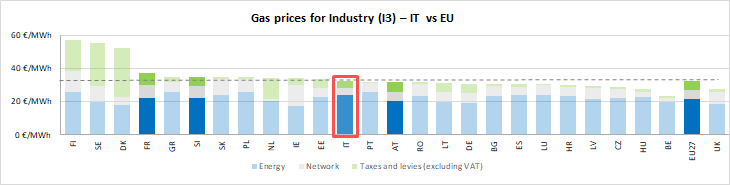 Gas prices for Industry (I3) – IT vs EU
60 €/MWh
40 €/MWh
20 €/MWh
0 €/MWh
FI SE DK FR GR SI SK PL NL IE EE IT PT AT RO LT DE BG ES LU HR LV CZ HU BE EU27 UK
Energy Network Taxes and levies (excluding VAT)